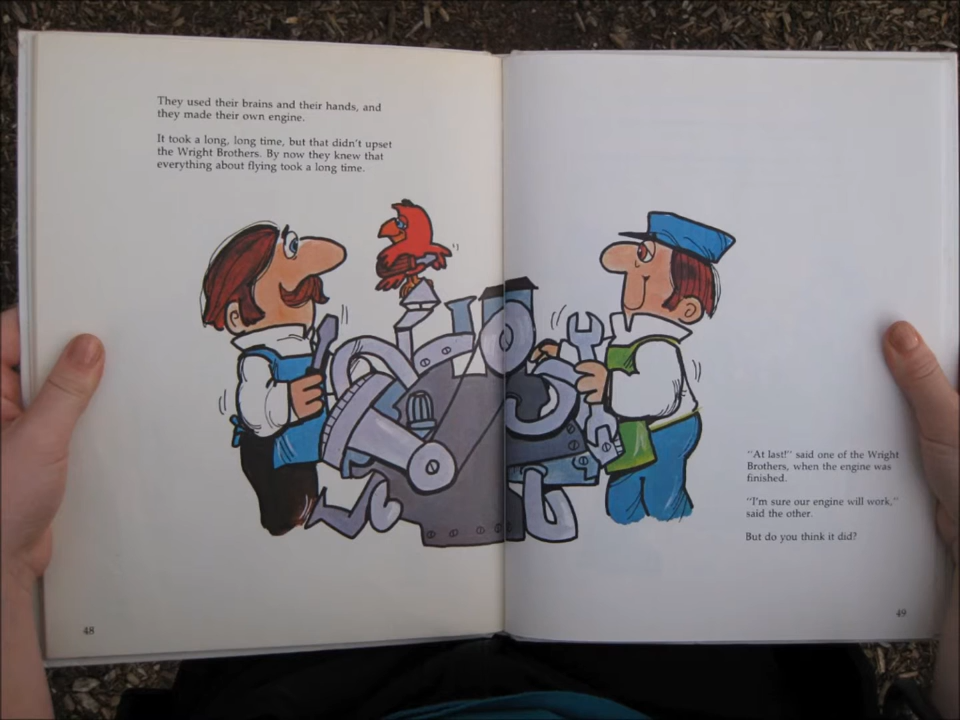 They used their brains and their hands, and
they made their own engine.
It took a long, long time, but that didn't upset
the Wright Brothers. By now they knew that
everything about flying took a long time.
48
"At last!" said one of the Wright
Brothers, when the engine was
finished.
"I'm sure our engine will work,"
said the other.
But do you think it did?
49